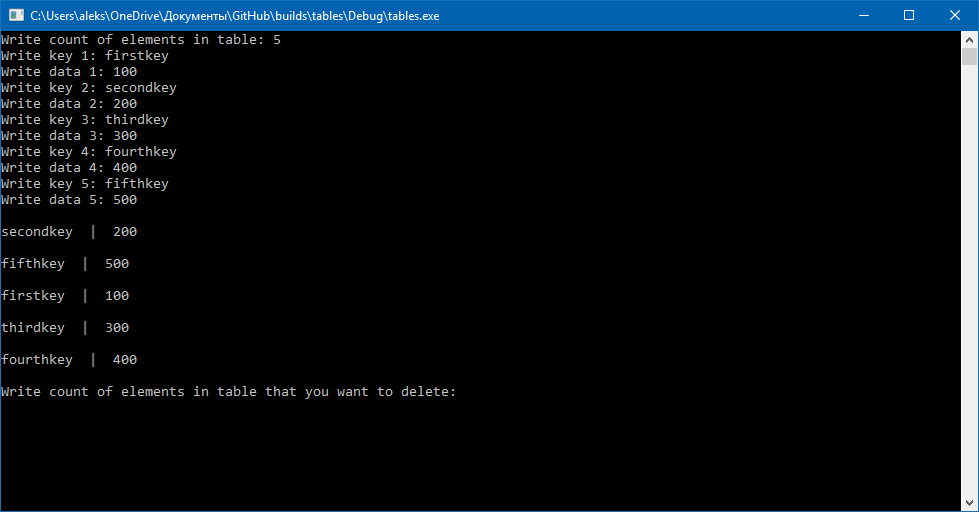 C:\Users\aleks\OneDrive\Документы\GitHub\builds\tables\Debug\tables.exe
Write count of elements in table: 5
Write key 1: firstkey
Write data 1: 100
Write key 2: secondkey
Write data 2: 200
Write key 3: thirdkey
Write data 3: 300
Write key 4: fourthkey
Write data 4: 400
Write key 5: fifthkey
Write data 5: 500
secondkey  |  200
fifthkey  |  500
firstkey  |  100
thirdkey  |  300
fourthkey  |  400
Write count of elements in table that you want to delete: